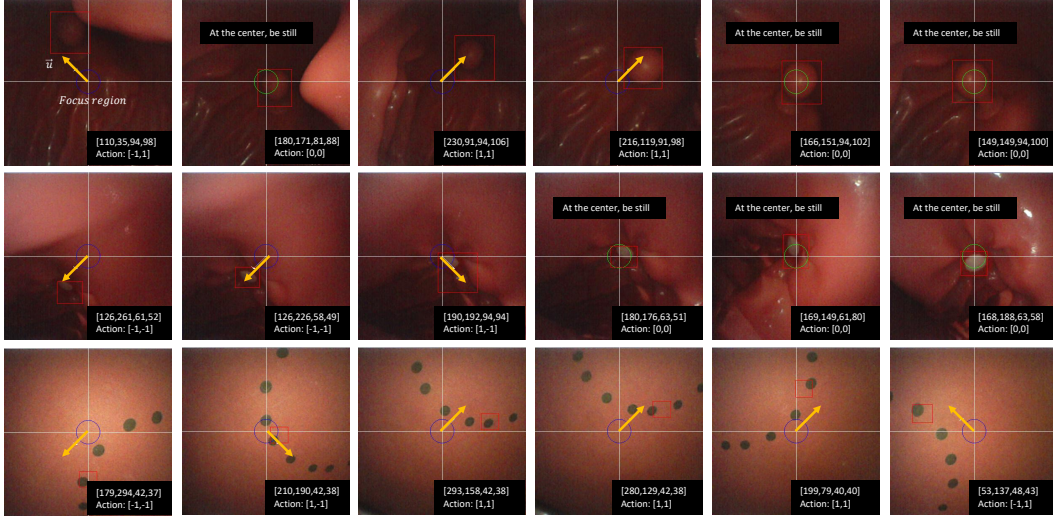 At the center, be still
At the center, be still
At the center, be still
u
Focus region
[110,35,94,98]
Action: [-1,1]
[180,171,81,88]
Action: [0,0]
[230,91,94,106]
Action: [1,1]
[216,119,91,98]
Action: [1,1]
[166,151,94,102]
Action: [0,0]
[149,149,94,100]
Action: [0,0]
At the center, be still
At the center, be still
At the center, be still
[126,261,61,52]
Action: [-1,-1]
[126,226,58,49]
Action: [-1,-1]
[190,192,94,94]
Action: [1,-1]
[180,176,63,51]
Action: [0,0]
[169,149,61,80]
Action: [0,0]
[168,188,63,58]
Action: [0,0]
[179,294,42,37]
Action: [-1,-1]
[210,190,42,38]
Action: [1,-1]
[293,158,42,38]
Action: [1,1]
[280,129,42,38]
Action: [1,1]
[199,79,40,40]
Action: [1,1]
[53,137,48,43]
Action: [-1,1]